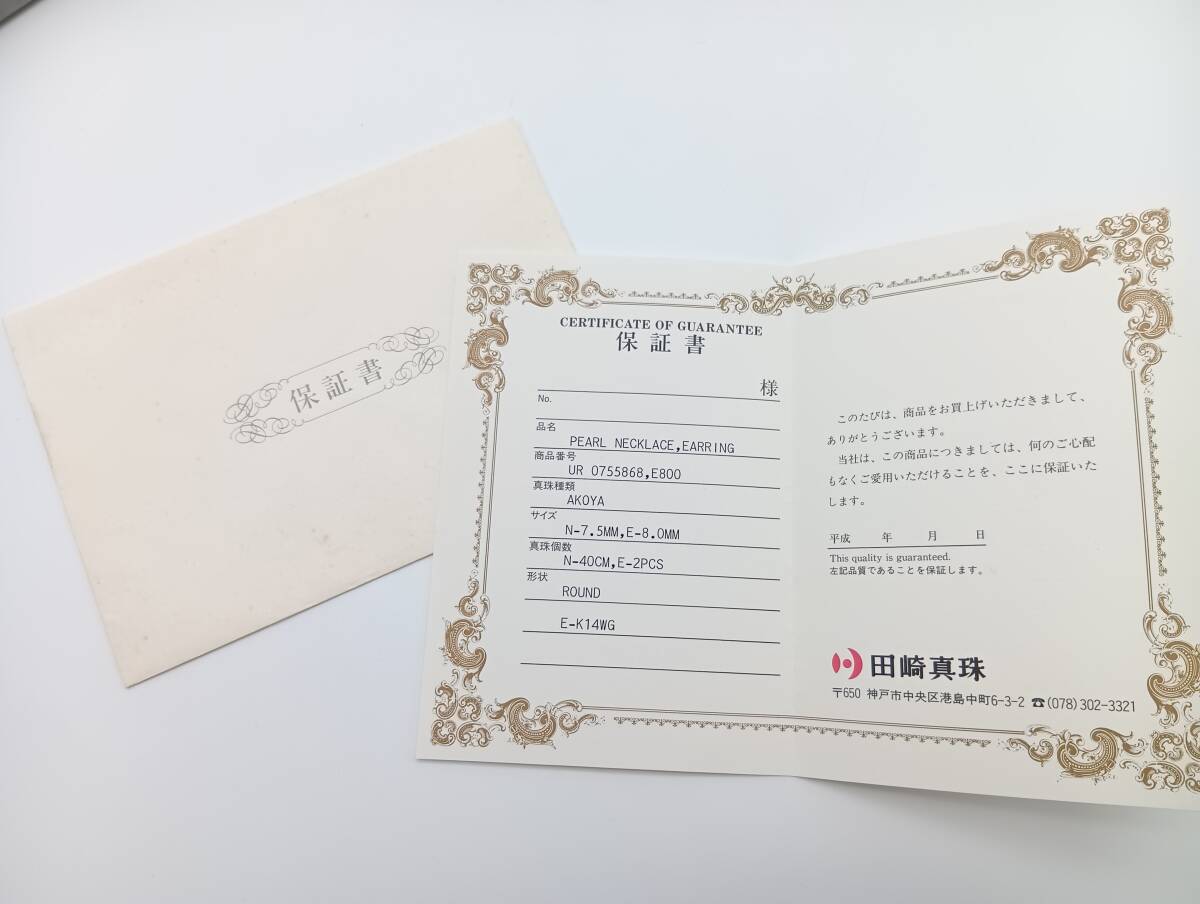 保証書
CERTIFICATE OF GUARANTEE
保証書
様
No.
品名
PEARL NECKLACE,EARRING
商品番号
UR 0755868,E800
真珠種類
AKOYA
サイズ
N-7.5MM,E-8.0MM
真珠個数
N-40CM,E-2PCS
形状
ROUND
E-K14WG
このたびは、商品をお買上げいただきまして、
ありがとうございます。
当社は、この商品につきましては、何のご心配
もなくご愛用いただけることを、ここに保証いた
します。
平成 年 月 日
This quality is guaranteed.
左記品質であることを保証します。
田崎真珠
〒650 神戸市中央区港島中町6-3-2 ☎(078)302-3321